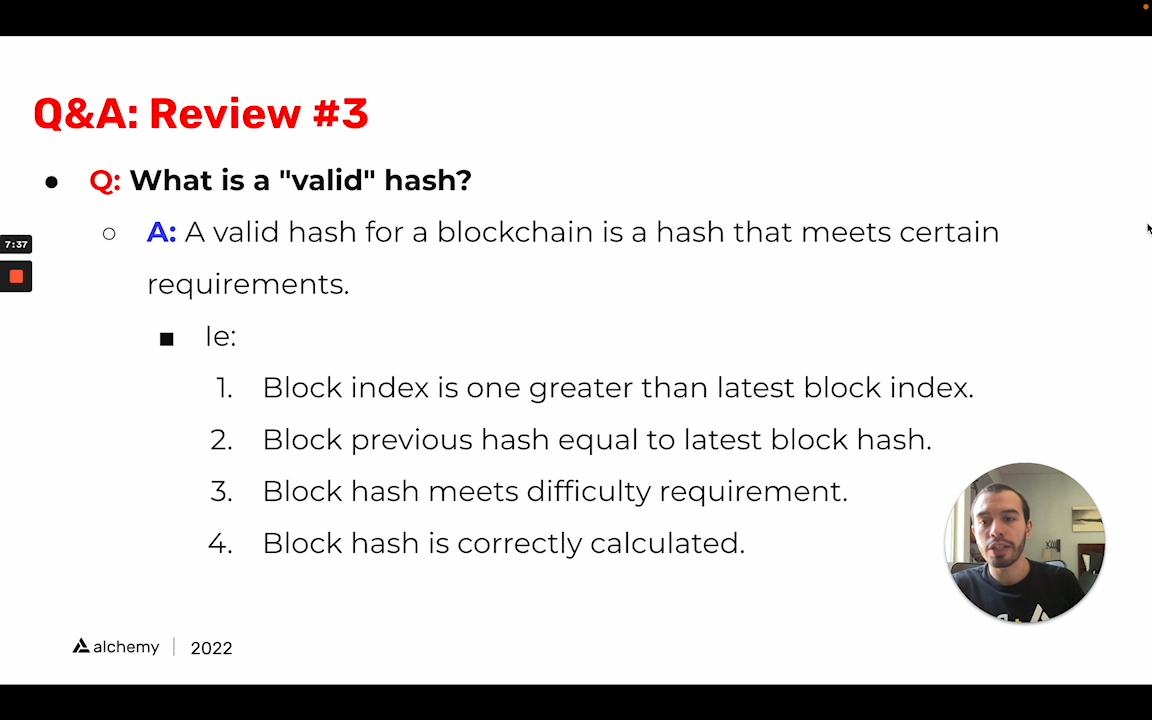 Q&A: Review #3
● Q: What is a "valid" hash?
○ A: A valid hash for a blockchain is a hash that meets certain
requirements.
■ Ie:
1. Block index is one greater than latest block index.
2. Block previous hash equal to latest block hash.
3. Block hash meets difficulty requirement.
4. Block hash is correctly calculated.
7:37
alchemy | 2022